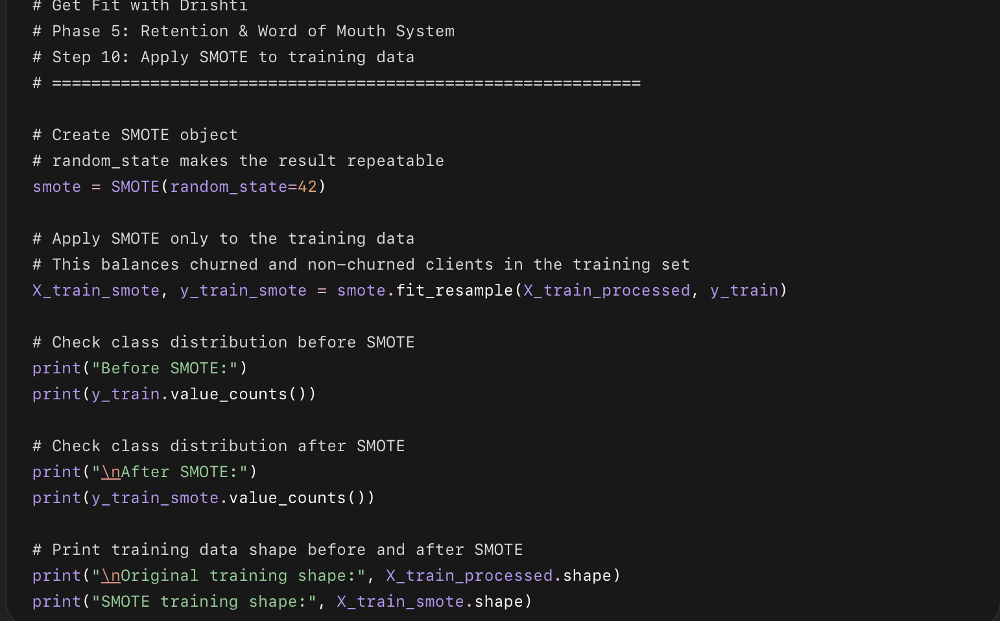 # Get Fit with Drishti
# Phase 5: Retention & Word of Mouth System
# Step 10: Apply SMOTE to training data
# ============================================================
# Create SMOTE object
# random_state makes the result repeatable
smote = SMOTE(random_state=42)
# Apply SMOTE only to the training data
# This balances churned and non-churned clients in the training set
X_train_smote, y_train_smote = smote.fit_resample(X_train_processed, y_train)
# Check class distribution before SMOTE
print("Before SMOTE:")
print(y_train.value_counts())
# Check class distribution after SMOTE
print("\nAfter SMOTE:")
print(y_train_smote.value_counts())
# Print training data shape before and after SMOTE
print("\nOriginal training shape:", X_train_processed.shape)
print("SMOTE training shape:", X_train_smote.shape)